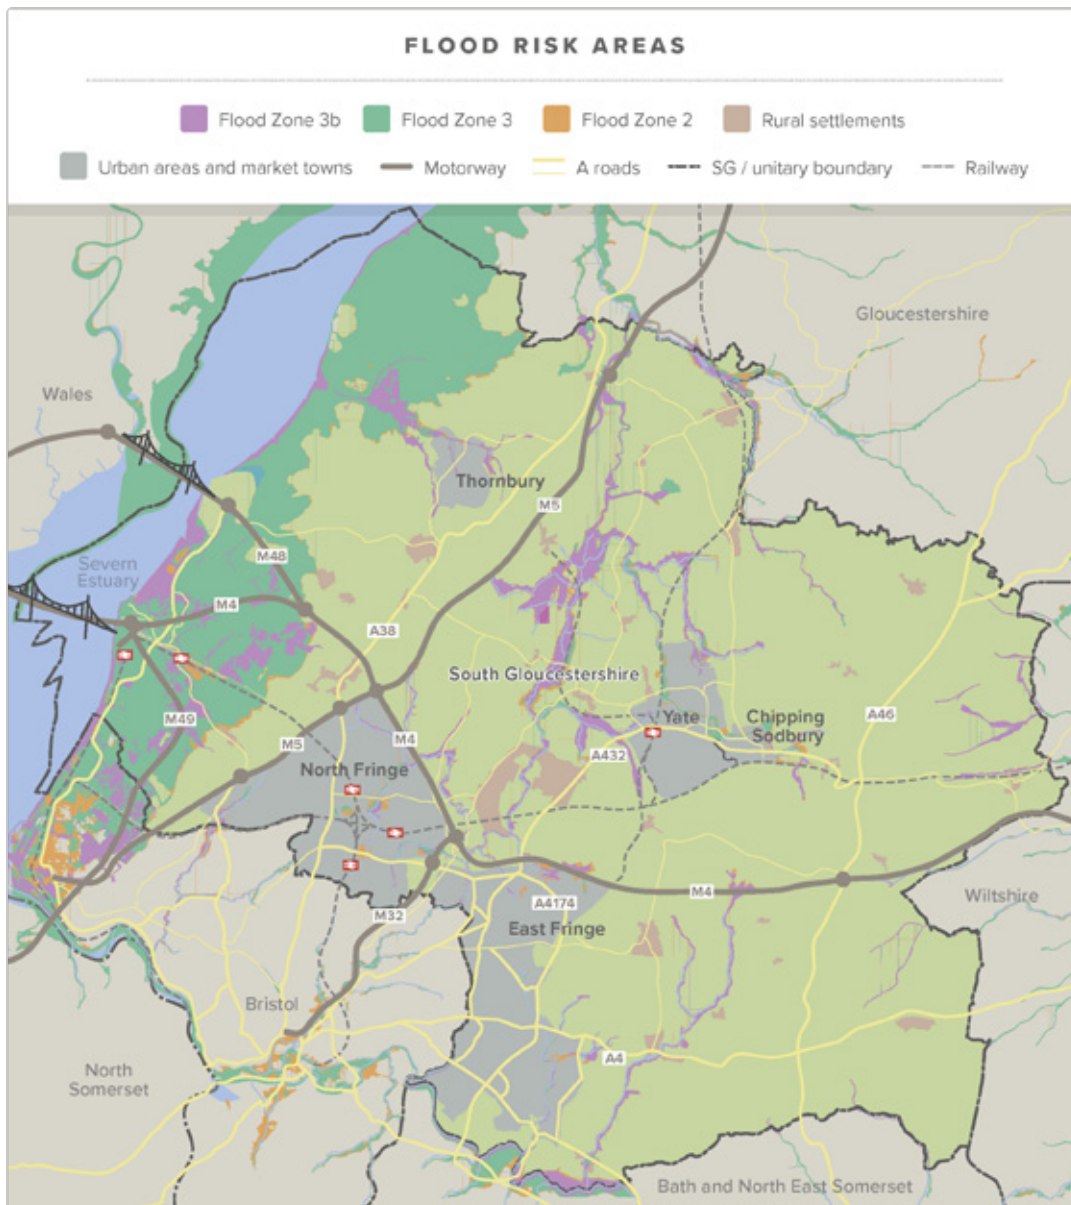 FLOOD RISK AREAS
Flood Zone 3b
Flood Zone 3
Flood Zone 2
Rural settlements
Urban areas and market towns
Motorway
A roads
SG / unitary boundary
Railway
Gloucestershire
Wales
Thornbury
M5
M48
Severn
Estuary
M4
A38
South Gloucestershire
M49
Yate
Chipping
Sodbury
A46
M5
M4
A432
North Fringe
M4
Wiltshire
A4174
M32
East Fringe
Bristol
A4
North
Somerset
Bath and North East Somerset